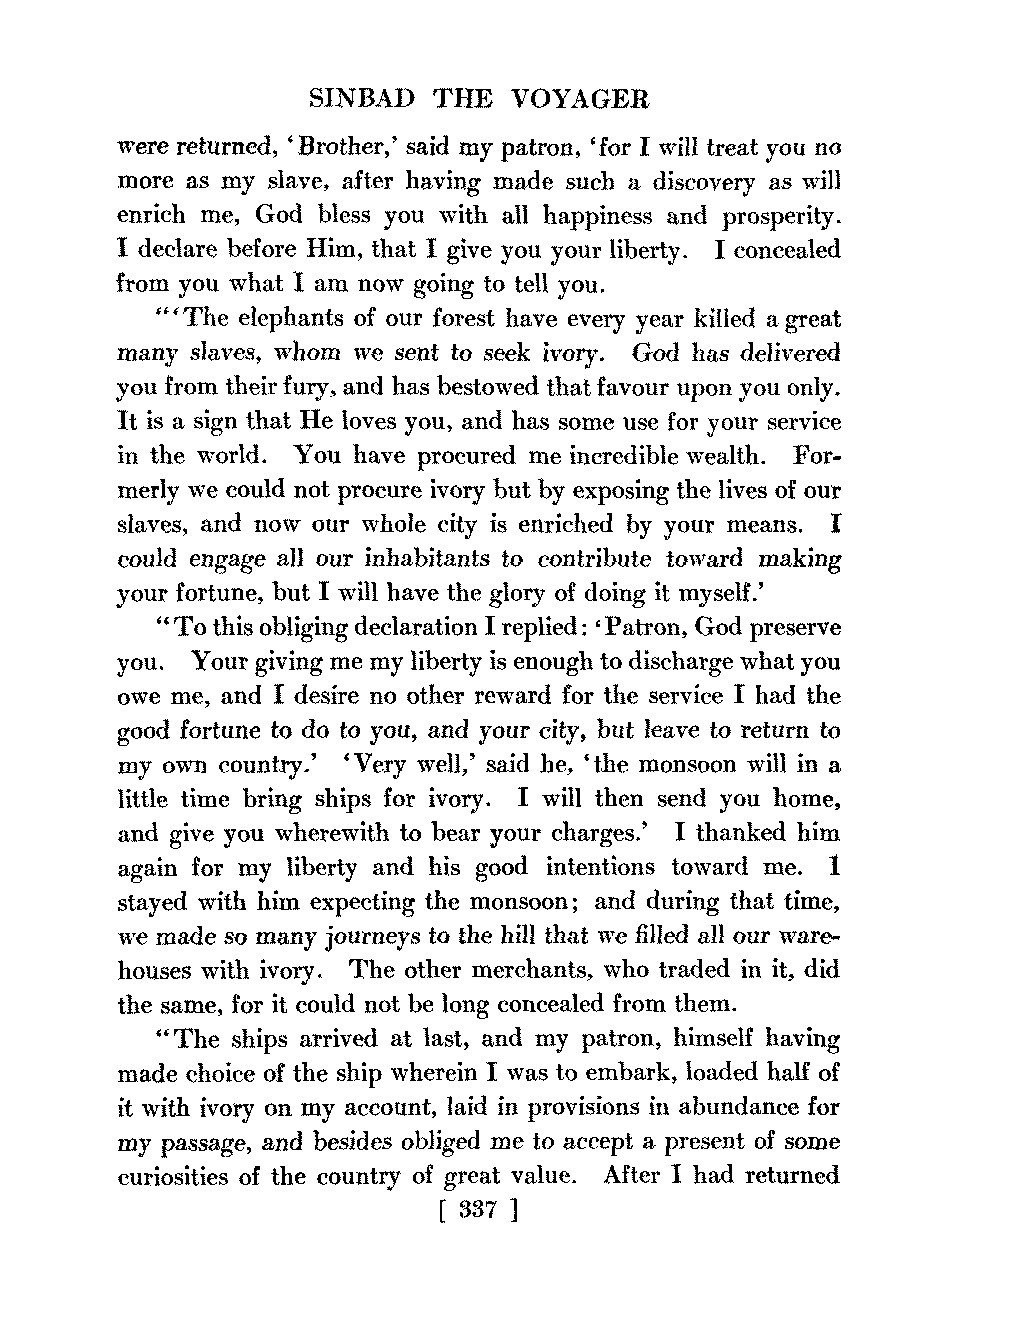 SINBAD THE VOYAGER
were returned, ‘Brother,’ said my patron, ‘for I will treat you no
more as my slave, after having made such a discovery as will
enrich me, God bless you with all happiness and prosperity.
I declare before Him, that I give you your liberty. I concealed
from you what I am now going to tell you.
“‘The elephants of our forest have every year killed a great
many slaves, whom we sent to seek ivory. God has delivered
you from their fury, and has bestowed that favour upon you only.
It is a sign that He loves you, and has some use for your service
in the world. You have procured me incredible wealth. For-
merly we could not procure ivory but by exposing the lives of our
slaves, and now our whole city is enriched by your means. I
could engage all our inhabitants to contribute toward making
your fortune, but I will have the glory of doing it myself.’
“To this obliging declaration I replied: ‘Patron, God preserve
you. Your giving me my liberty is enough to discharge what you
owe me, and I desire no other reward for the service I had the
good fortune to do to you, and your city, but leave to return to
my own country.’ ‘Very well,’ said he, ‘the monsoon will in a
little time bring ships for ivory. I will then send you home,
and give you wherewith to bear your charges.’ I thanked him
again for my liberty and his good intentions toward me. I
stayed with him expecting the monsoon; and during that time,
we made so many journeys to the hill that we filled all our ware-
houses with ivory. The other merchants, who traded in it, did
the same, for it could not be long concealed from them.
“The ships arrived at last, and my patron, himself having
made choice of the ship wherein I was to embark, loaded half of
it with ivory on my account, laid in provisions in abundance for
my passage, and besides obliged me to accept a present of some
curiosities of the country of great value. After I had returned
[ 337 ]